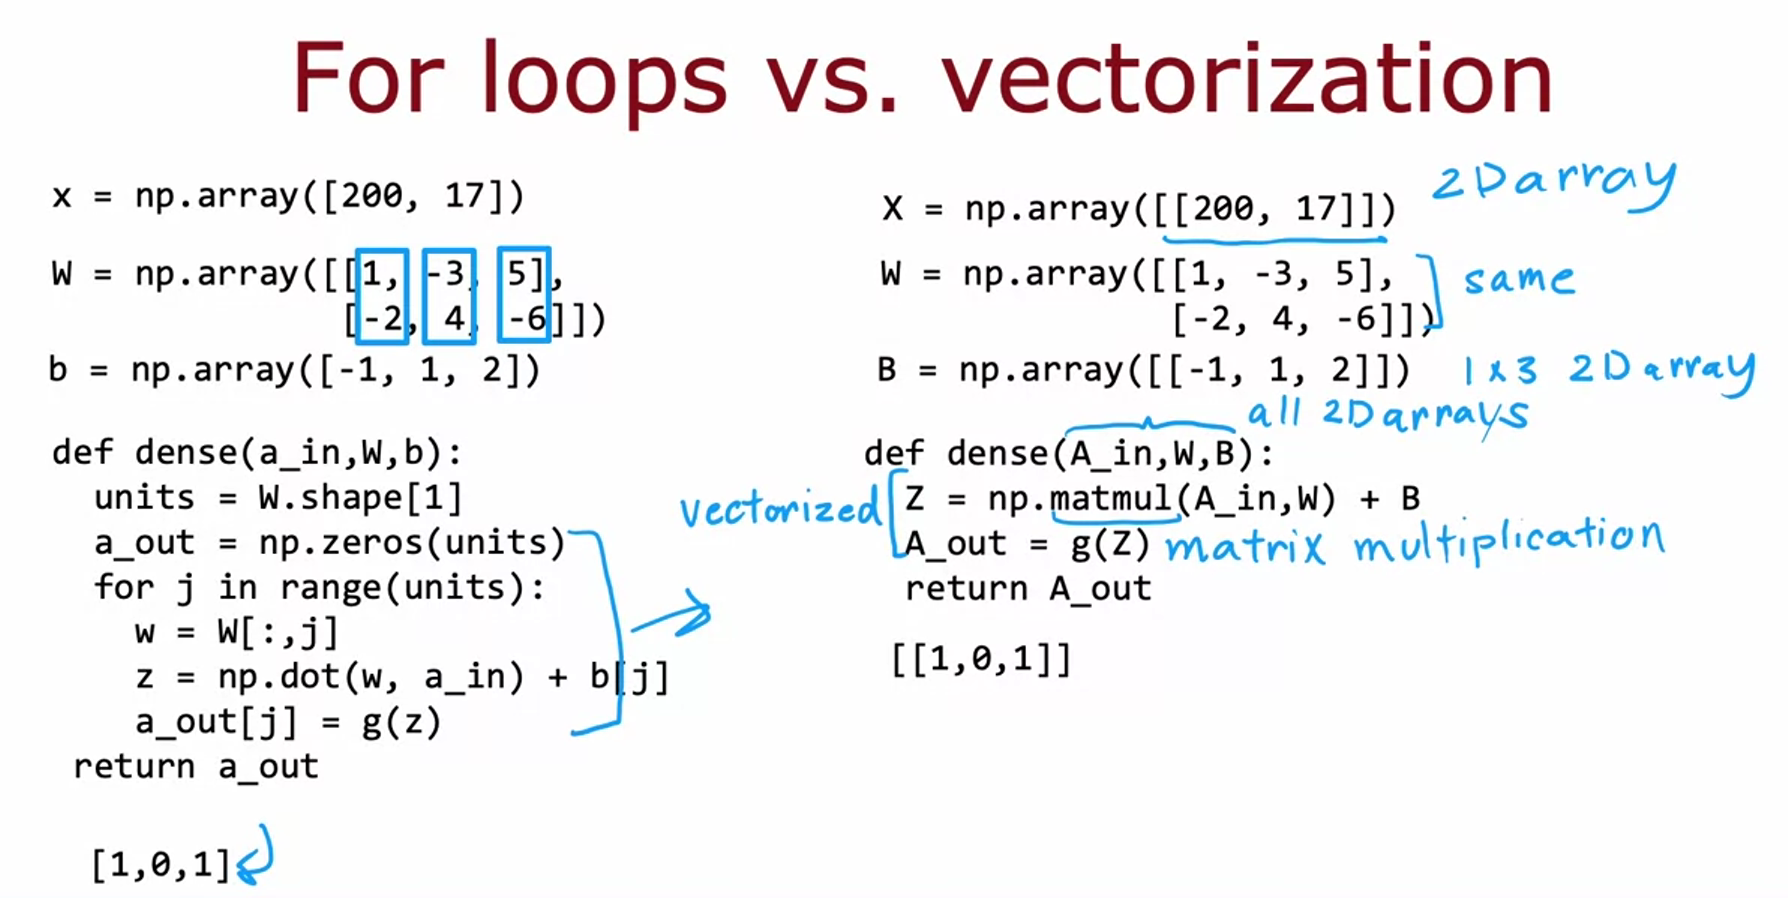 For loops vs. vectorization
x = np.array([200, 17])
W = np.array([[1, -3, 5],
[-2, 4, -6]])
b = np.array([-1, 1, 2])
def dense(a_in,W,b):
units = W.shape[1]
a_out = np.zeros(units)
for j in range(units):
w = W[:,j]
z = np.dot(w, a_in) + b[j]
a_out[j] = g(z)
return a_out
[1,0,1]
X = np.array([[200, 17]]) 2D array
W = np.array([[1, -3, 5],
[-2, 4, -6]]) same
B = np.array([[-1, 1, 2]]) 1 x 3 2D array
all 2D arrays
def dense(A_in,W,B):
vectorized Z = np.matmul(A_in,W) + B
A_out = g(Z) matrix multiplication
return A_out
[[1,0,1]]